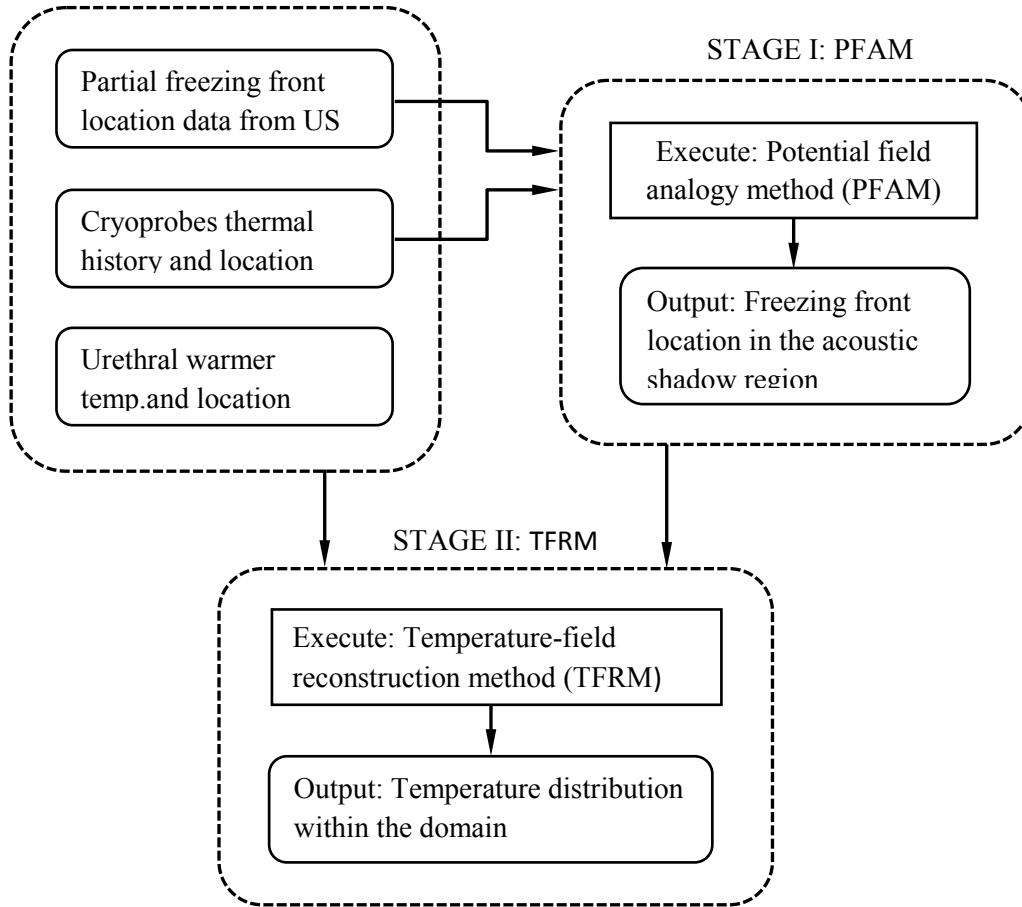 Partial freezing front
location data from US
Cryoprobes thermal
history and location
Urethral warmer
temp.and location
STAGE I: PFAM
Execute: Potential field
analogy method (PFAM)
Output: Freezing front
location in the acoustic
shadow region
STAGE II: TFRM
Execute: Temperature-field
reconstruction method (TFRM)
Output: Temperature distribution
within the domain